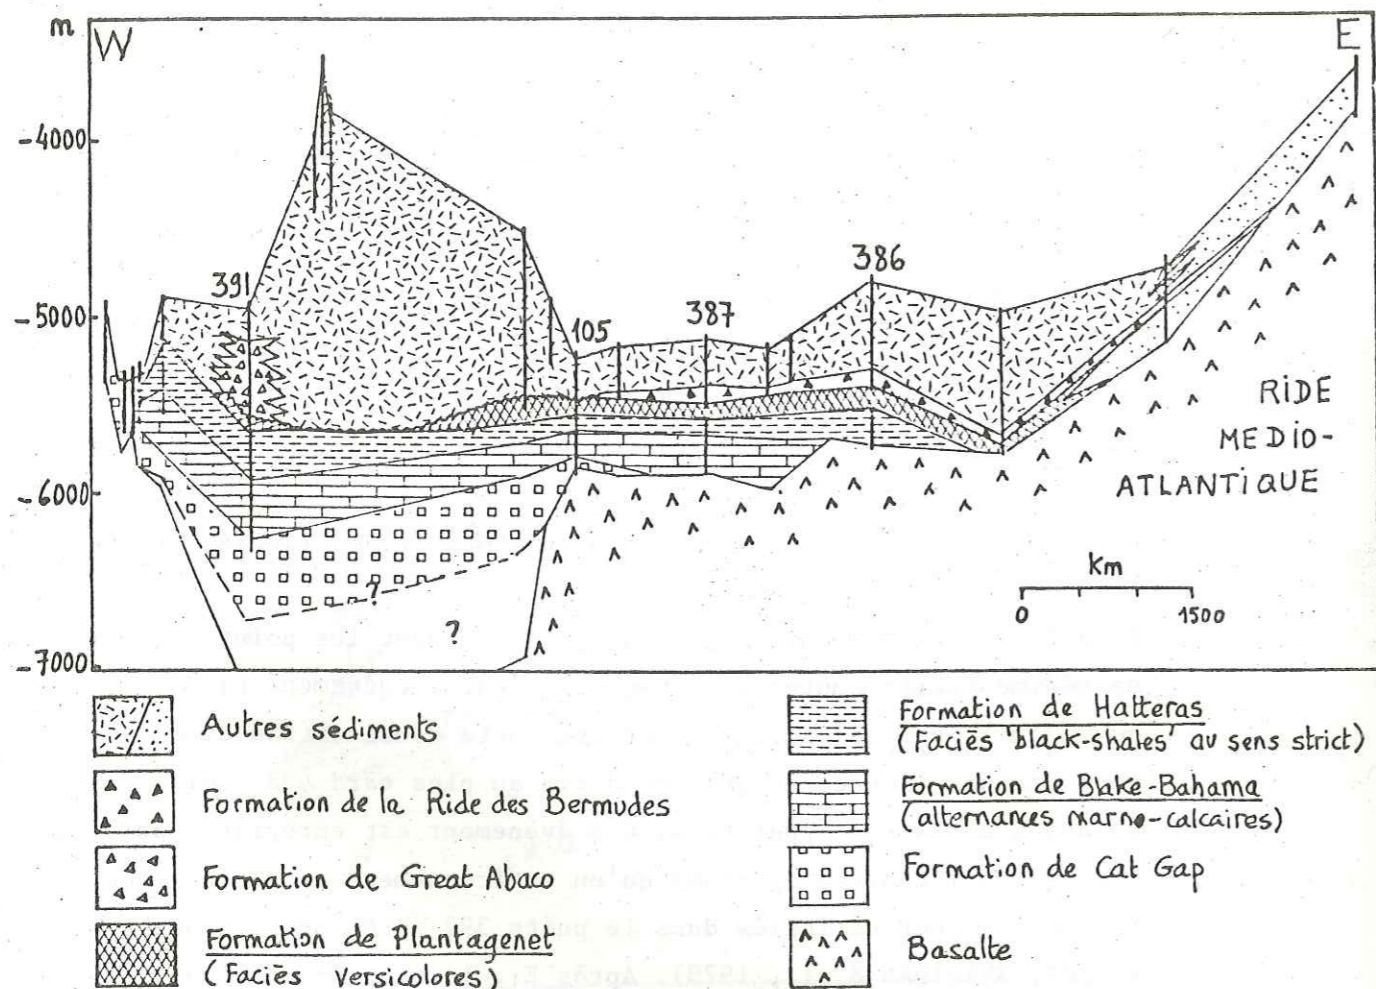 m
W
E
-4000
-5000
-6000
-7000
391
105
387
386
RIDE
MEDIO-
ATLANTIQUE
?
?
Km
0 1500
Autres sédiments
Formation de la Ride des Bermudes
Formation de Great Abaco
Formation de Plantagenet
(Faciès versicolores)
Formation de Hatteras
(Faciès 'black-shales' au sens strict)
Formation de Blake-Bahama
(alternances marno-calcaires)
Formation de Cat Gap
Basalte